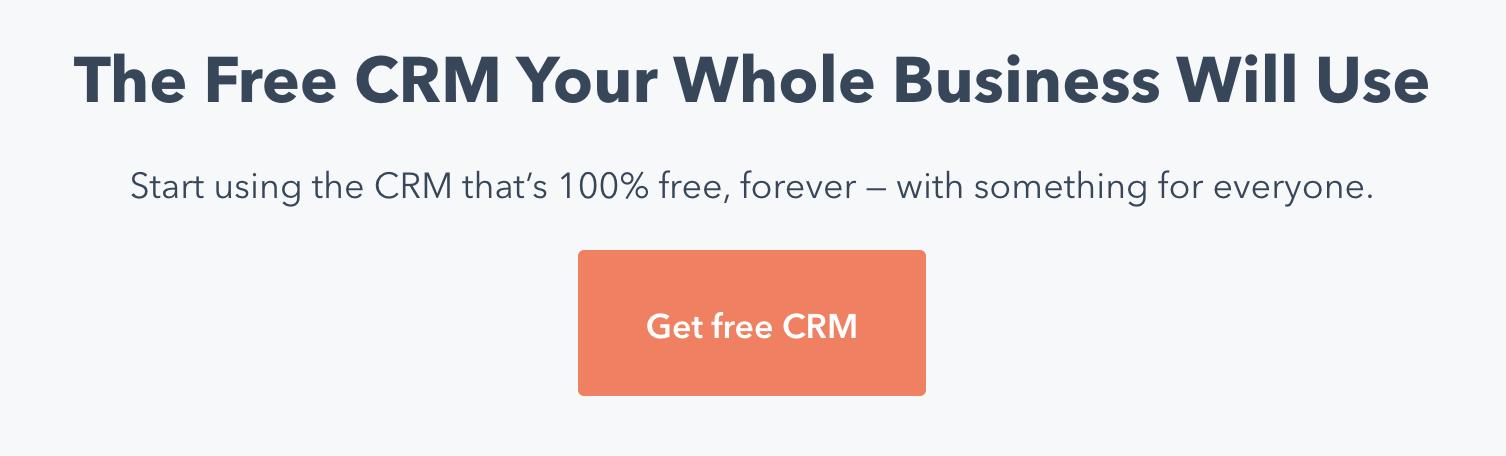 The Free CRM Your Whole Business Will Use
Start using the CRM that’s 100% free, forever – with something for everyone.
Get free CRM